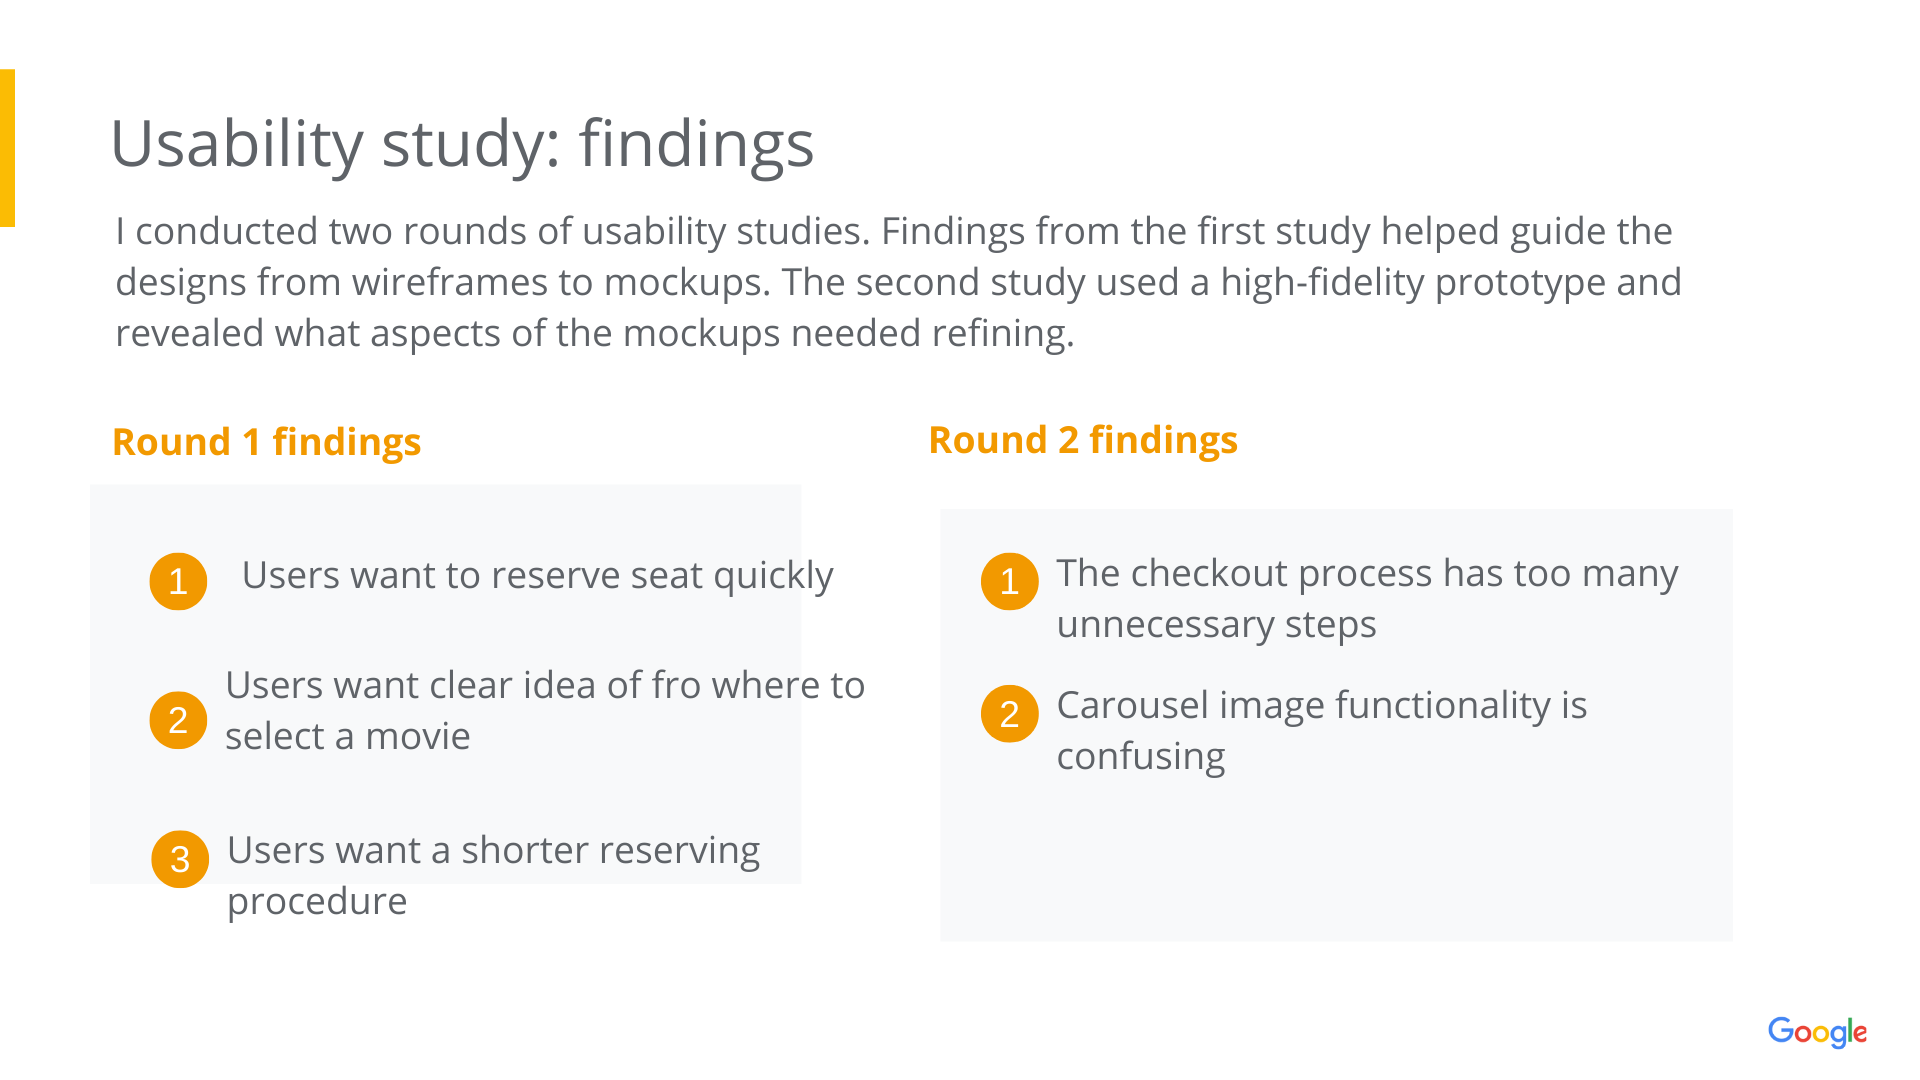 Usability study: findings
I conducted two rounds of usability studies. Findings from the first study helped guide the
designs from wireframes to mockups. The second study used a high-fidelity prototype and
revealed what aspects of the mockups needed refining.
Round 1 findings
1 Users want to reserve seat quickly
2 Users want clear idea of fro where to
select a movie
3 Users want a shorter reserving
procedure
Round 2 findings
1 The checkout process has too many
unnecessary steps
2 Carousel image functionality is
confusing
Google